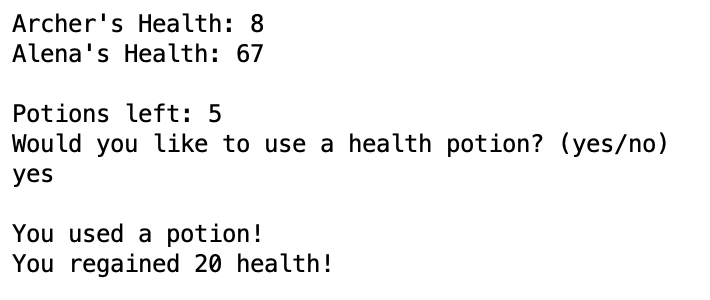 Archer's Health: 8
Alena's Health: 67
Potions left: 5
Would you like to use a health potion? (yes/no)
yes
You used a potion!
You regained 20 health!